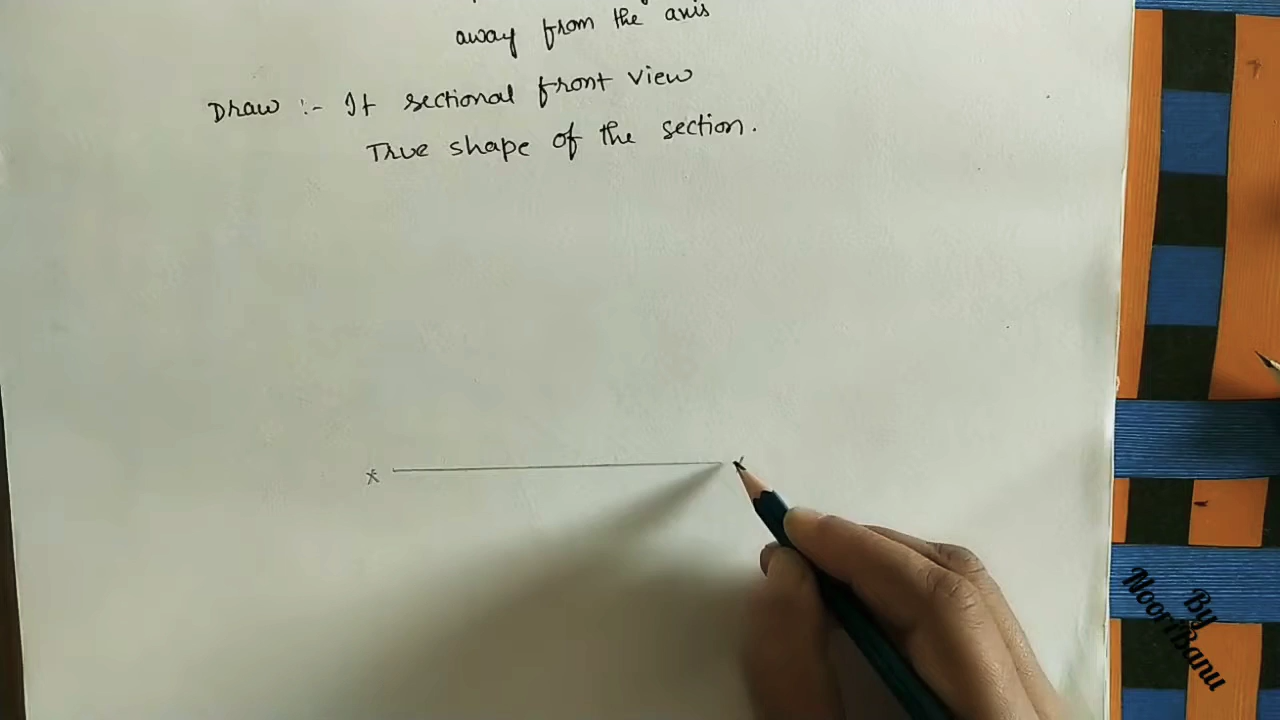 away from the axis
Draw :- It sectional front view
True shape of the section.
X
By
NooriBanu